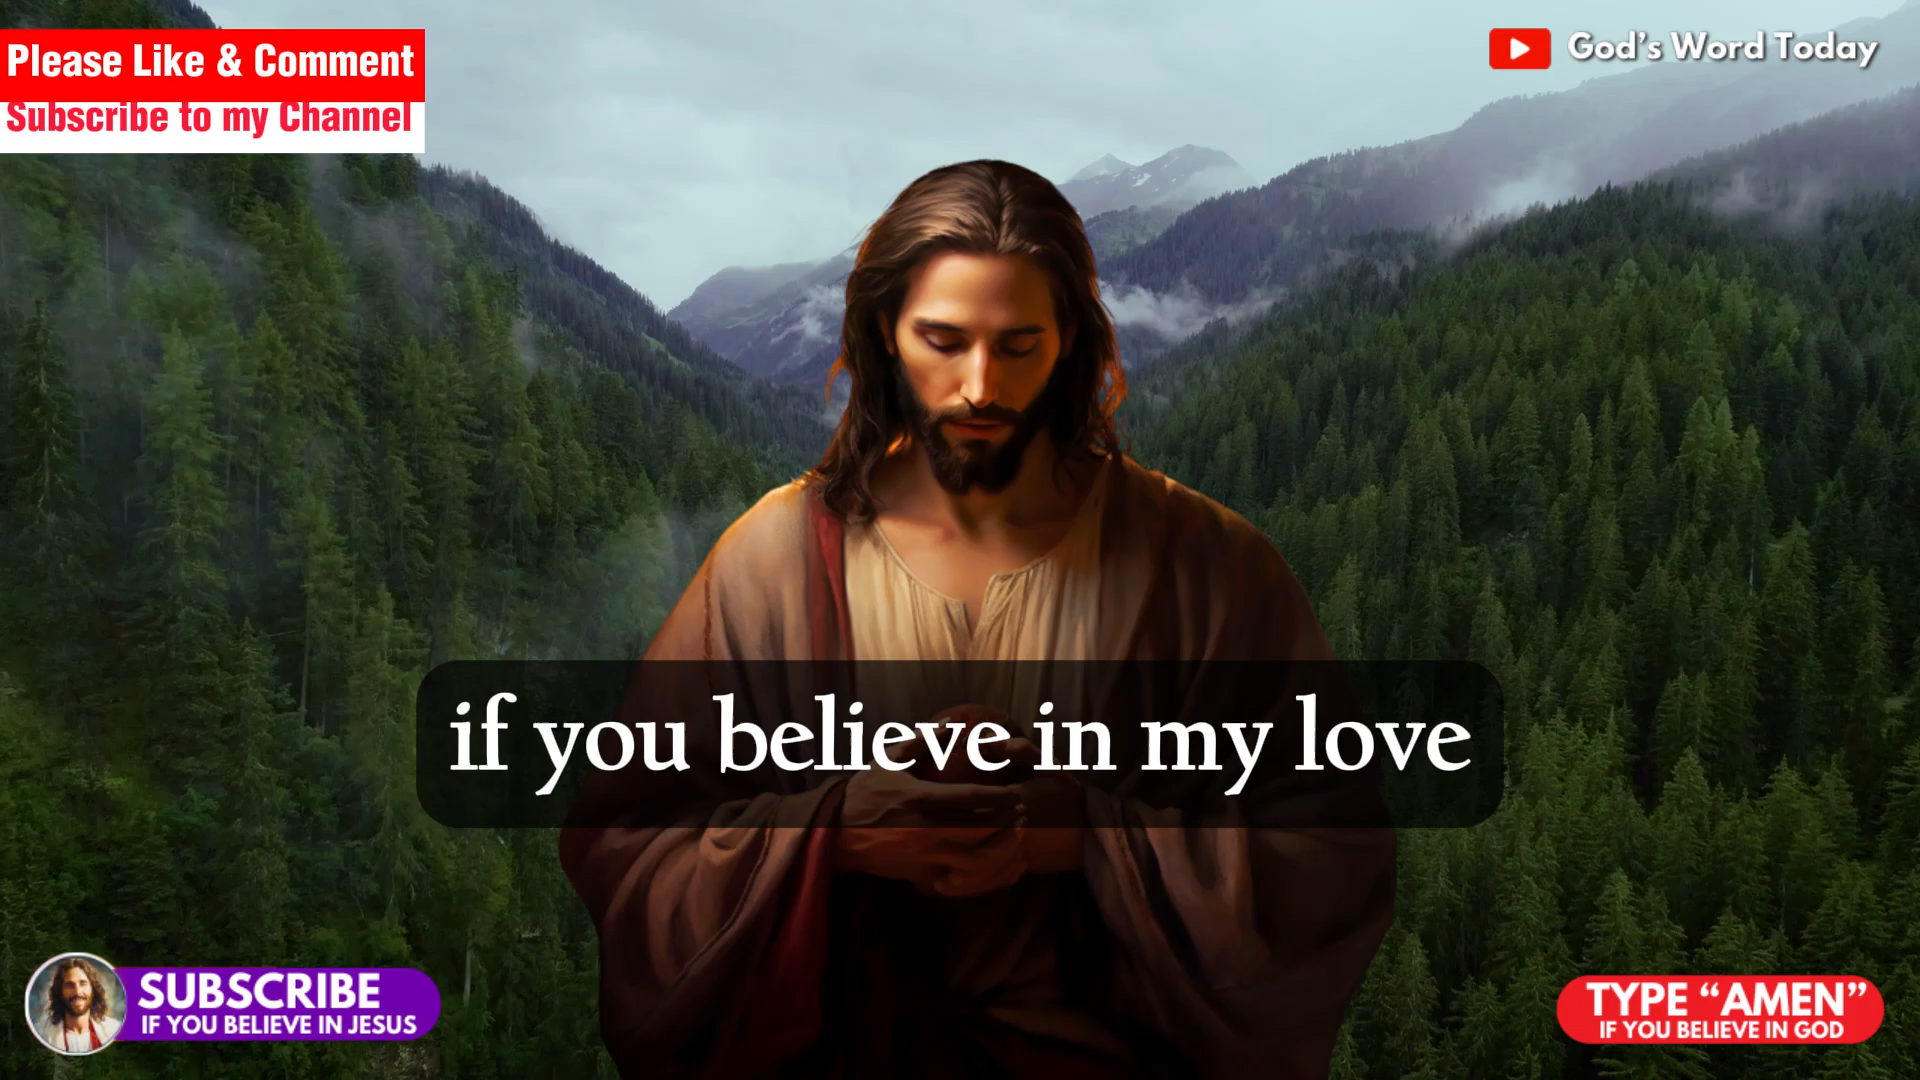 Please Like & Comment
Subscribe to my Channel
God's Word Today
if you believe in my love
SUBSCRIBE
IF YOU BELIEVE IN JESUS
TYPE “AMEN”
IF YOU BELIEVE IN GOD